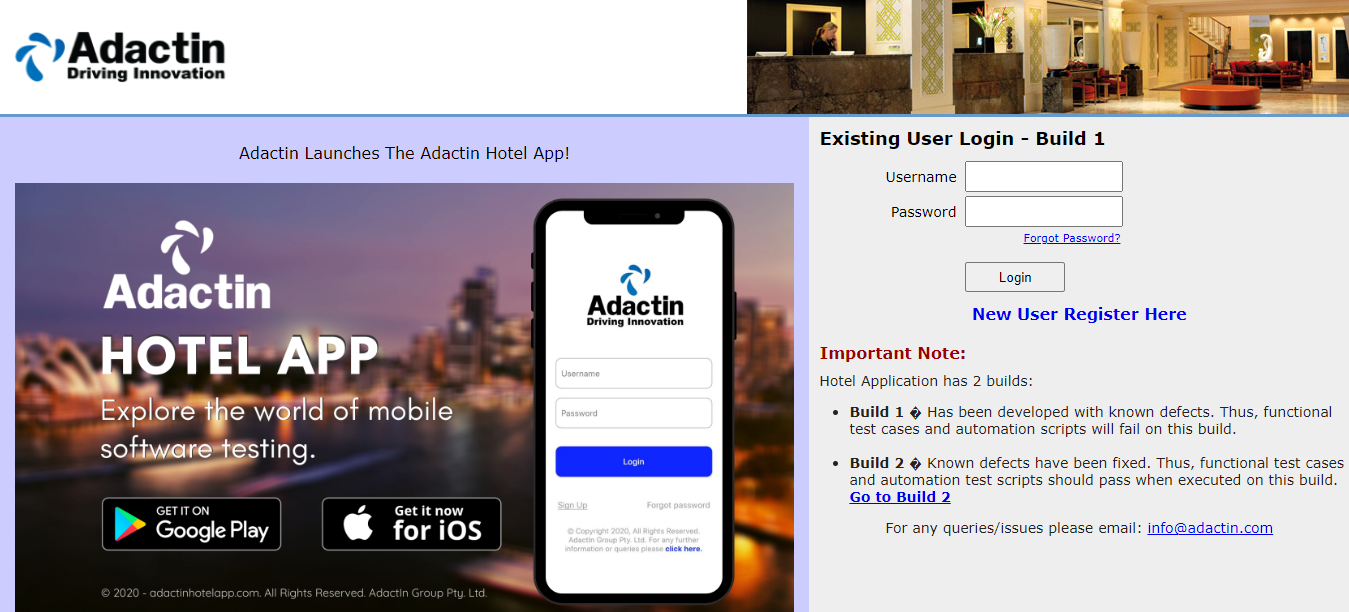 Adactin
Driving Innovation
Adactin Launches The Adactin Hotel App!
Adactin
HOTEL APP
Explore the world of mobile
software testing.
GET IT ON
Google Play
Get it now
for iOS
© 2020 - adactinhotelapp.com. All Rights Reserved. AdactIn Group Pty. Ltd.
Adactin
Driving Innovation
Username
Password
Login
Sign Up Forgot password
© Copyright 2020, All Rights Reserved.
AdactIn Group Pty. Ltd. For any further
information or queries please click here.
Existing User Login - Build 1
Username
Password
Forgot Password?
Login
New User Register Here
Important Note:
Hotel Application has 2 builds:
• Build 1 � Has been developed with known defects. Thus, functional
test cases and automation scripts will fail on this build.
• Build 2 � Known defects have been fixed. Thus, functional test cases
and automation test scripts should pass when executed on this build.
Go to Build 2
For any queries/issues please email: info@adactin.com